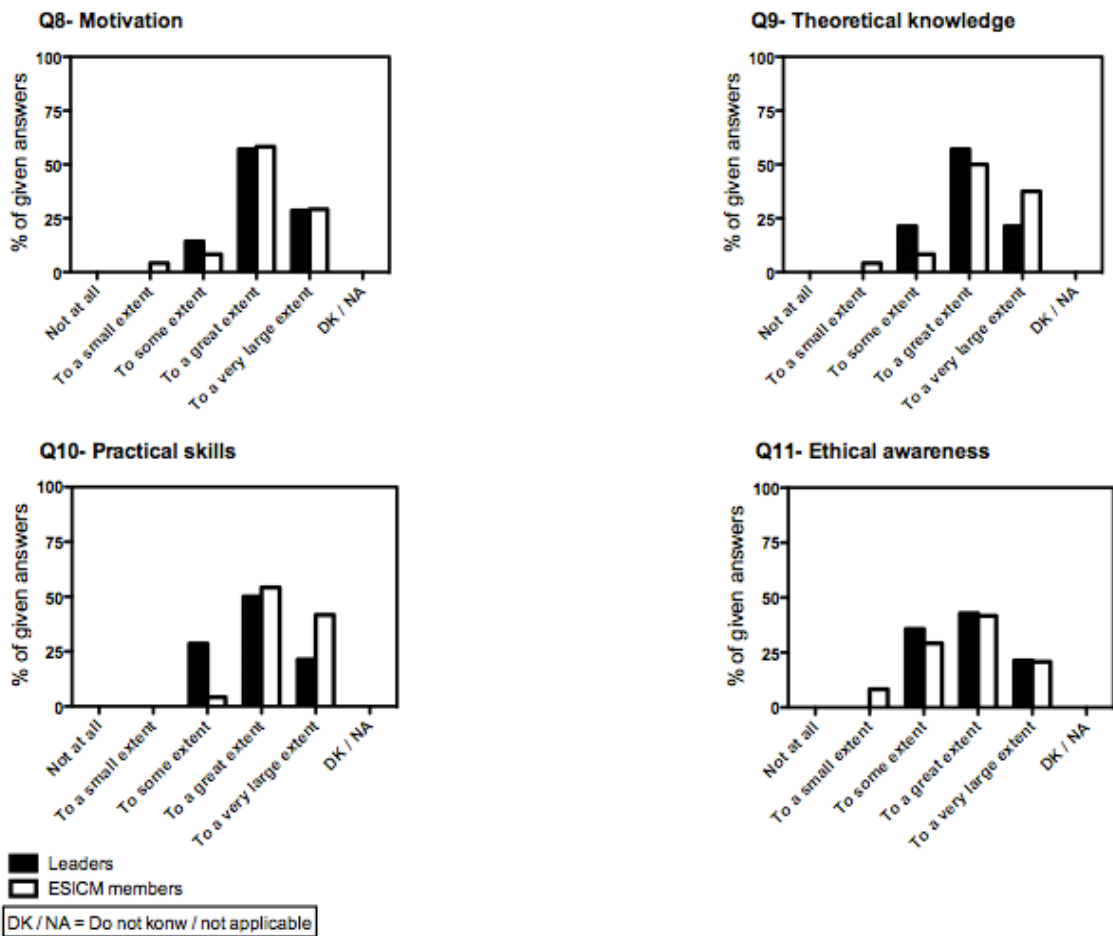 Q8- Motivation
% of given answers
100
75
50
25
0
Not at all
To a small extent
To some extent
To a great extent
To a very large extent
DK / NA
Q9- Theoretical knowledge
% of given answers
100
75
50
25
0
Not at all
To a small extent
To some extent
To a great extent
To a very large extent
DK / NA
Q10- Practical skills
% of given answers
100
75
50
25
0
Not at all
To a small extent
To some extent
To a great extent
To a very large extent
DK / NA
Q11- Ethical awareness
% of given answers
100
75
50
25
0
Not at all
To a small extent
To some extent
To a great extent
To a very large extent
DK / NA
Leaders
ESICM members
DK / NA = Do not konw / not applicable